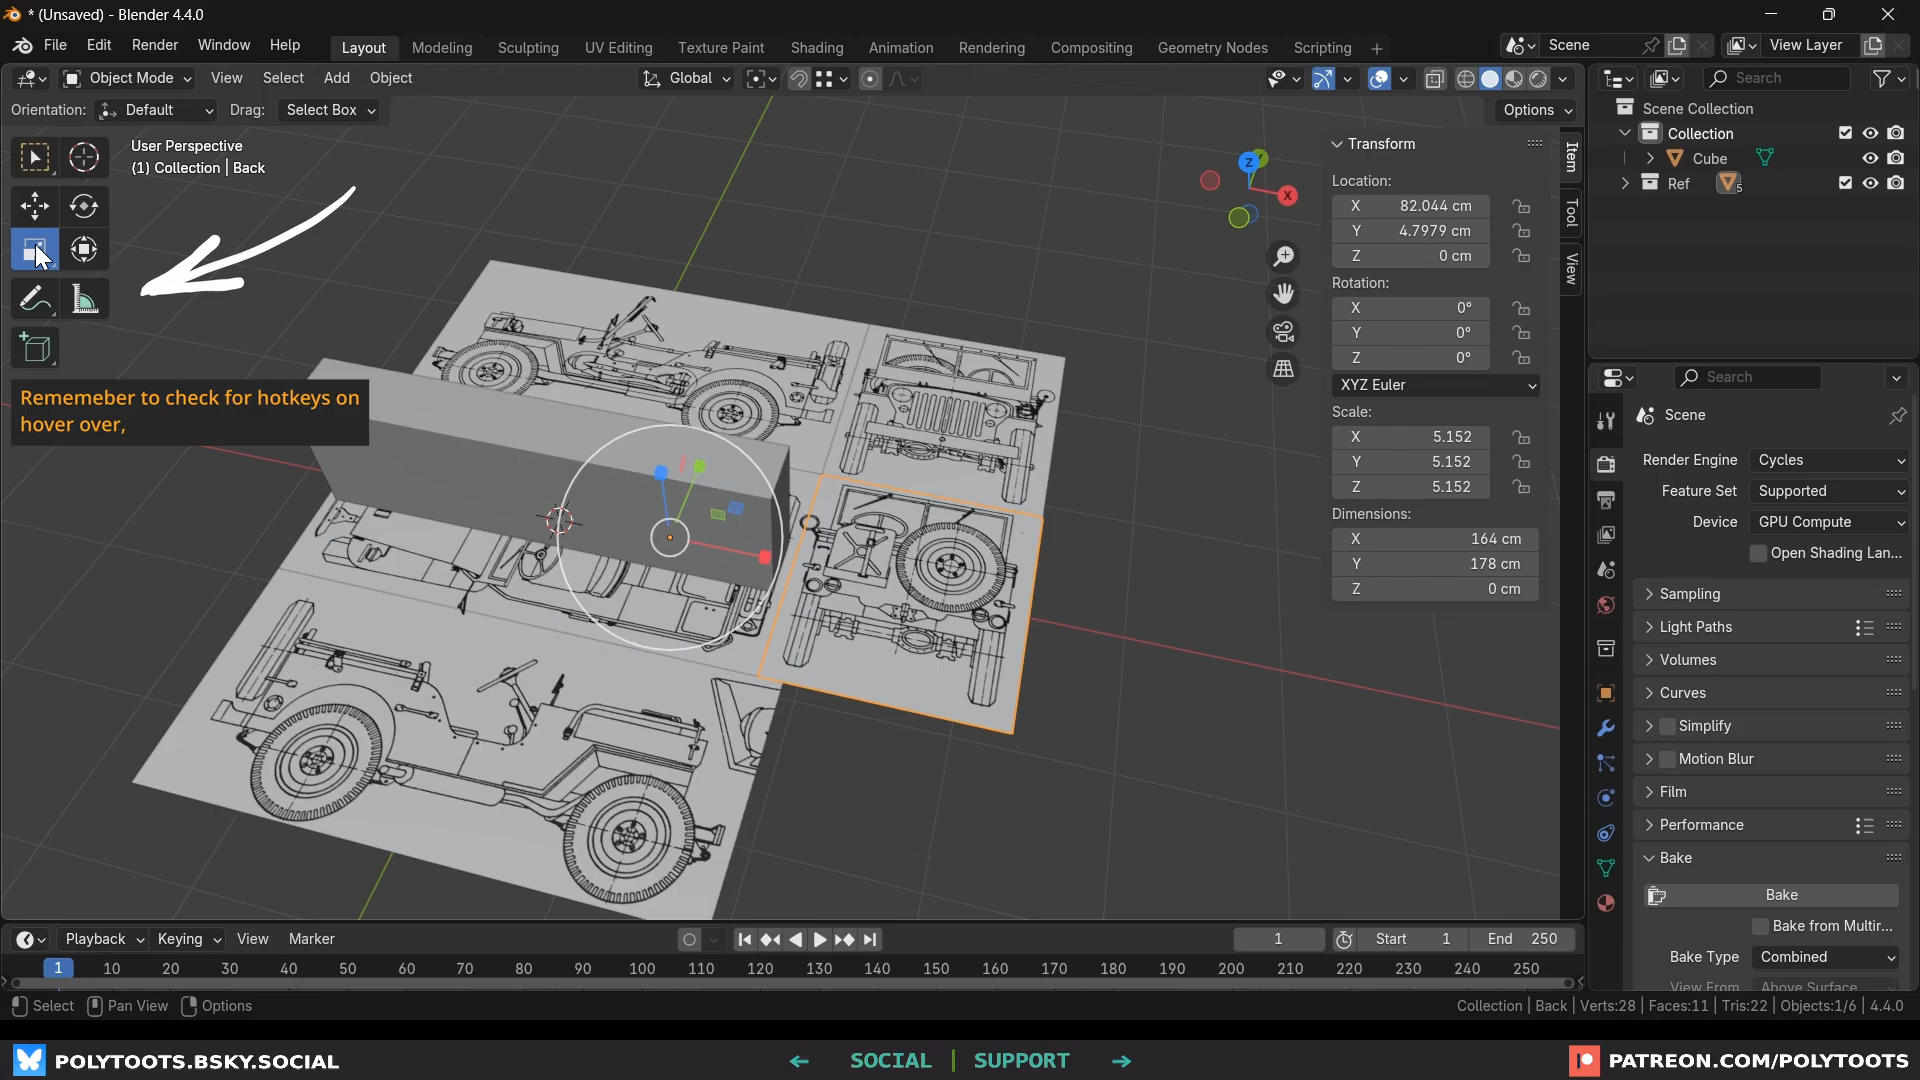 * (Unsaved) - Blender 4.4.0
File Edit Render Window Help Layout Modeling Sculpting UV Editing Texture Paint Shading Animation Rendering Compositing Geometry Nodes Scripting + Scene View Layer
Object Mode View Select Add Object Global Search
Orientation: Default Drag: Select Box Options
User Perspective
(1) Collection | Back
Rememeber to check for hotkeys on
hover over,
Z
X
Transform
Location:
X 82.044 cm
Y 4.7979 cm
Z 0 cm
Rotation:
X 0°
Y 0°
Z 0°
XYZ Euler
Scale:
X 5.152
Y 5.152
Z 5.152
Dimensions:
X 164 cm
Y 178 cm
Z 0 cm
Item
Tool
View
Scene Collection
Collection
Cube
Ref 5
Search
Scene
Render Engine Cycles
Feature Set Supported
Device GPU Compute
Open Shading Lan...
Sampling
Light Paths
Volumes
Curves
Simplify
Motion Blur
Film
Performance
Bake
Bake
Bake from Multir...
Bake Type Combined
View From Above Surface
Playback Keying View Marker 1 Start 1 End 250
1 10 20 30 40 50 60 70 80 90 100 110 120 130 140 150 160 170 180 190 200 210 220 230 240 250
Select Pan View Options Collection | Back | Verts:28 | Faces:11 | Tris:22 | Objects:1/6 | 4.4.0
POLYTOOTS.BSKY.SOCIAL ← SOCIAL | SUPPORT → PATREON.COM/POLYTOOTS